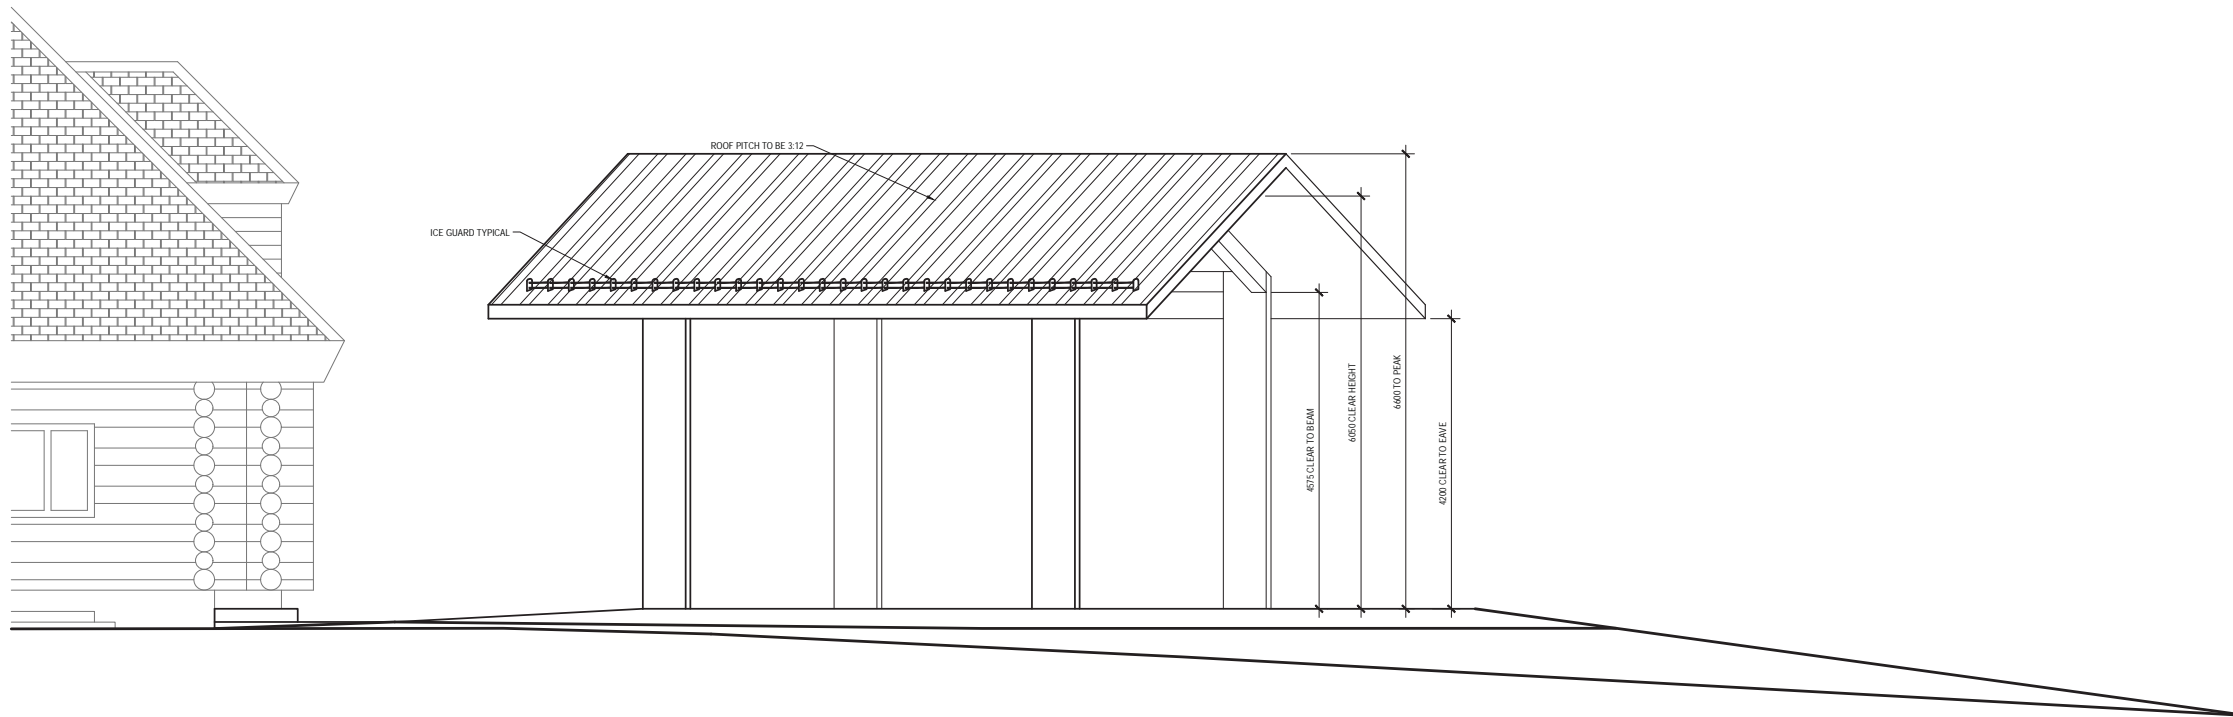 ROOF PITCH TO BE 3:12
ICE GUARD TYPICAL
4575 CLEAR TO BEAM
6050 CLEAR HEIGHT
6600 TO PEAK
4200 CLEAR TO EAVE